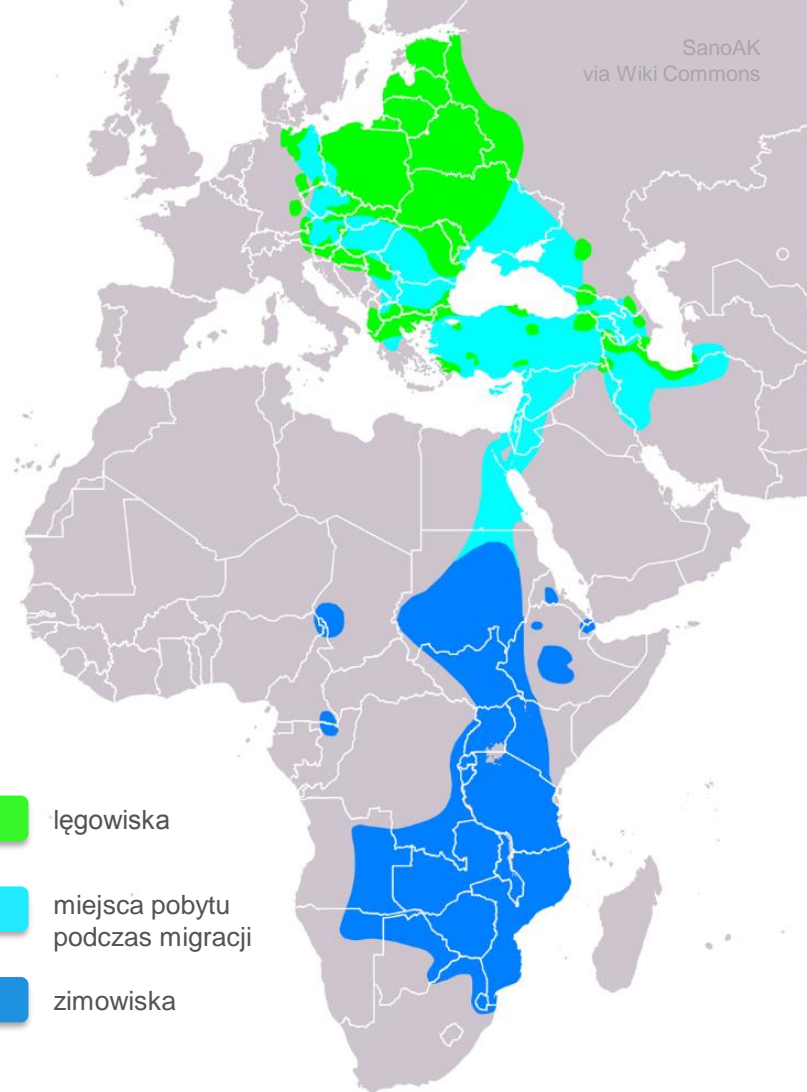 SanoAK
via Wiki Commons
lęgowiska
miejsca pobytu
podczas migracji
zimowiska